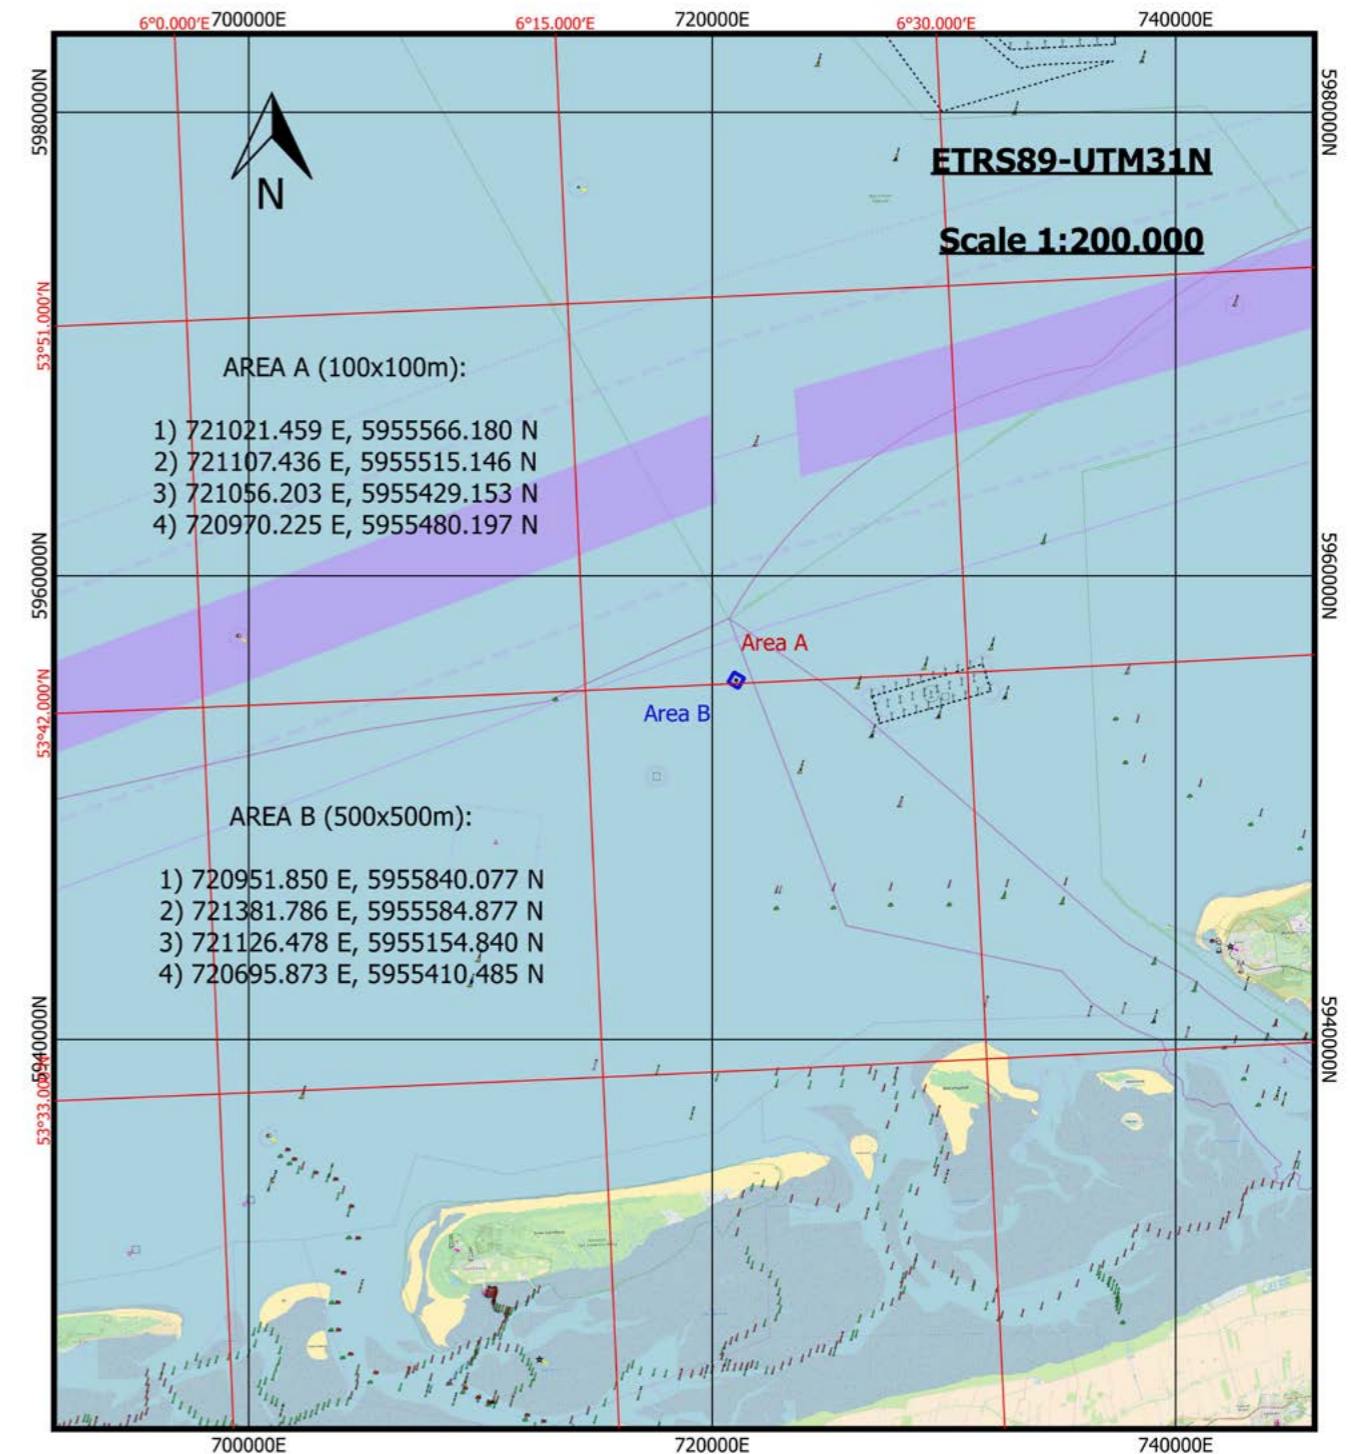 6°0.000'E 700000E 6°15.000'E 720000E 6°30.000'E 740000E
5980000N
5980000N
N
ETRS89-UTM31N
Scale 1:200.000
53°51.000'N
AREA A (100x100m):
1) 721021.459 E, 5955566.180 N
2) 721107.436 E, 5955515.146 N
3) 721056.203 E, 5955429.153 N
4) 720970.225 E, 5955480.197 N
5960000N
5960000N
Area A
53°42.000'N
Area B
AREA B (500x500m):
1) 720951.850 E, 5955840.077 N
2) 721381.786 E, 5955584.877 N
3) 721126.478 E, 5955154.840 N
4) 720695.873 E, 5955410.485 N
5940000N
5940000N
53°33.000'N
700000E 720000E 740000E